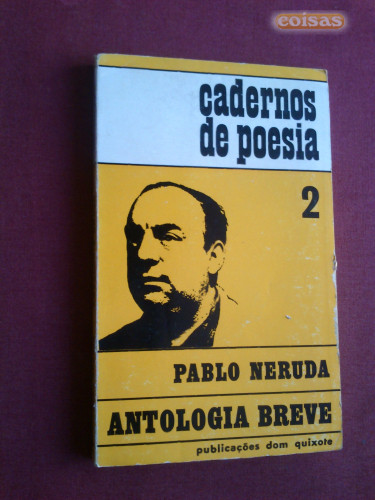 coisas
cadernos
de poesia
2
PABLO NERUDA
ANTOLOGIA BREVE
publicações dom quixote